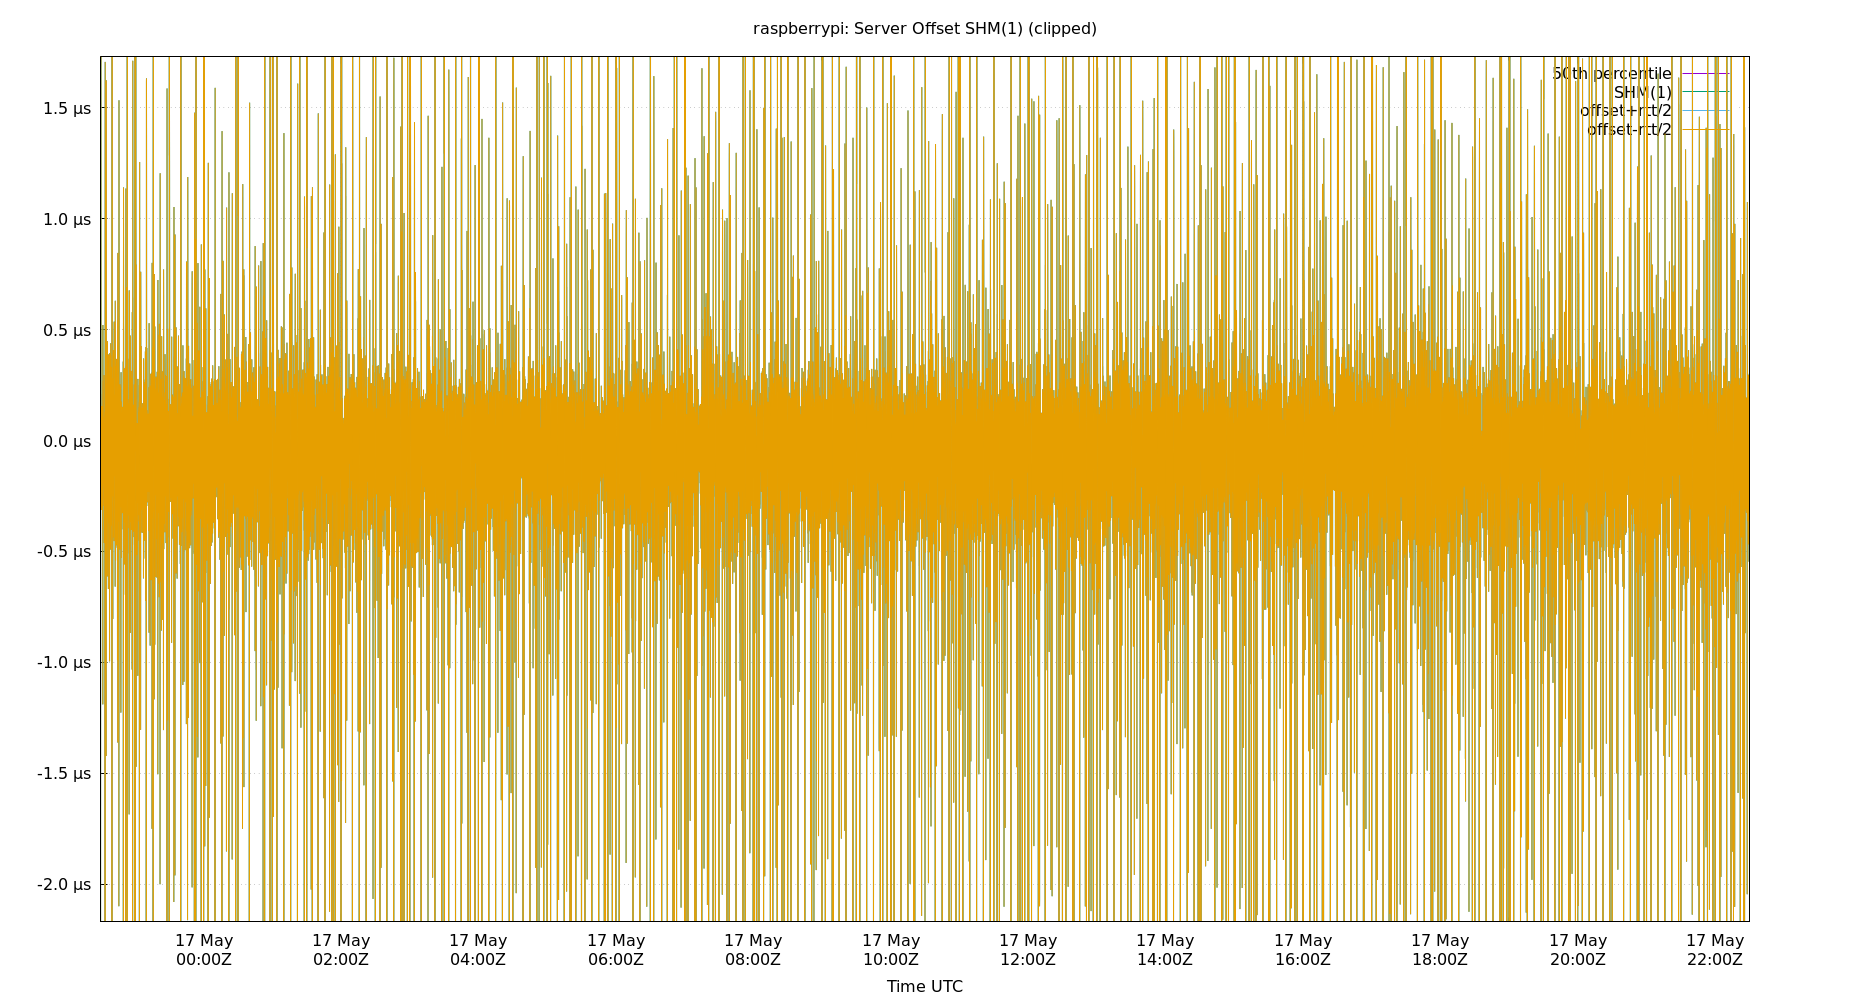 raspberrypi: Server Offset SHM(1) (clipped)
50th percentile
SHM(1)
offset+rtt/2
offset-rtt/2
1.5 µs
1.0 µs
0.5 µs
0.0 µs
-0.5 µs
-1.0 µs
-1.5 µs
-2.0 µs
17 May 17 May 17 May 17 May 17 May 17 May 17 May 17 May 17 May 17 May 17 May 17 May
00:00Z 02:00Z 04:00Z 06:00Z 08:00Z 10:00Z 12:00Z 14:00Z 16:00Z 18:00Z 20:00Z 22:00Z
Time UTC